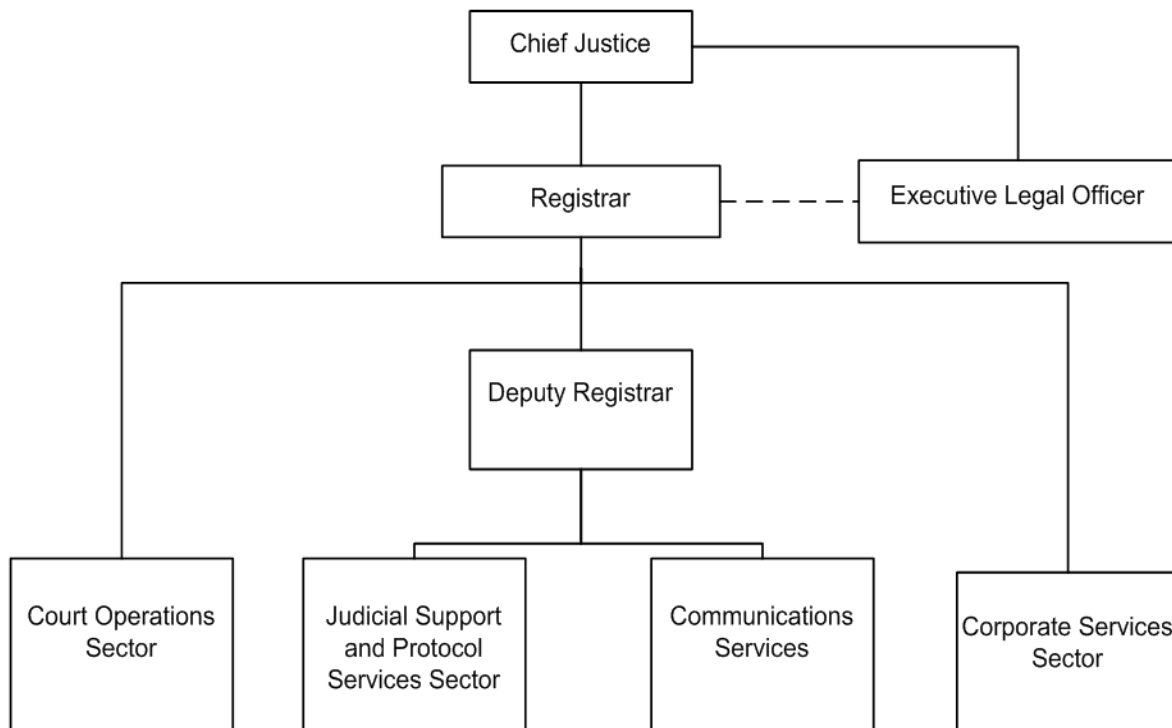 Chief Justice
Registrar
Executive Legal Officer
Deputy Registrar
Court Operations
Sector
Judicial Support
and Protocol
Services Sector
Communications
Services
Corporate Services
Sector